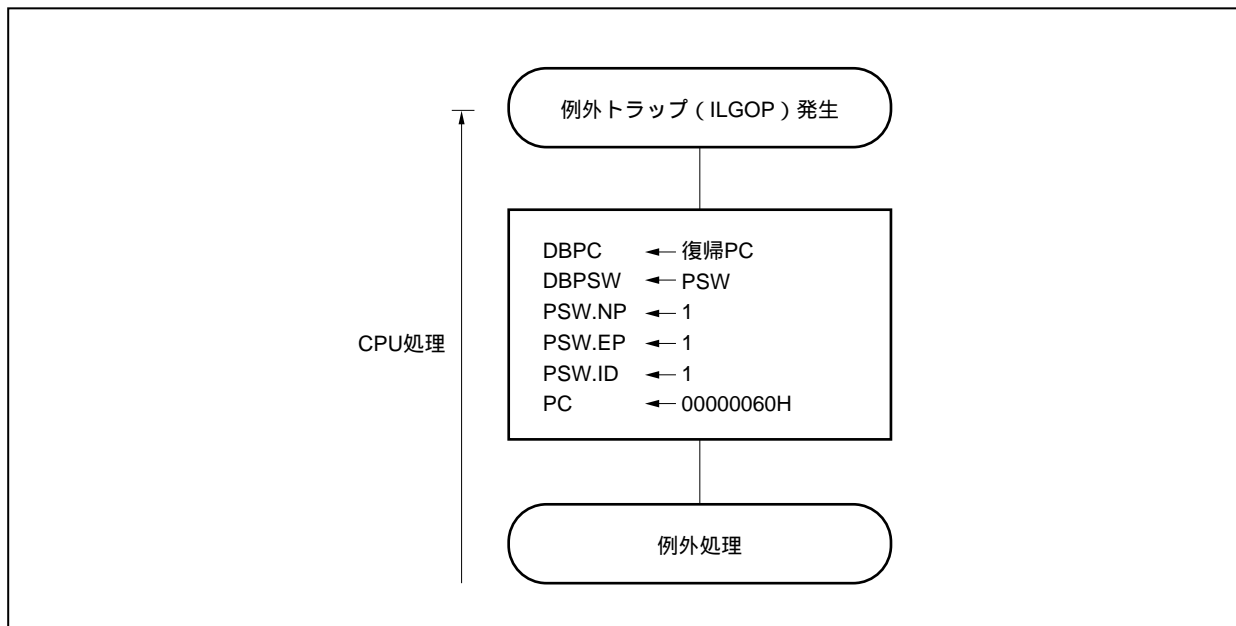 例外トラップ（ILGOP）発生
DBPC ← 復帰PC
DBPSW ← PSW
PSW.NP ← 1
PSW.EP ← 1
PSW.ID ← 1
PC ← 00000060H
CPU処理
例外処理